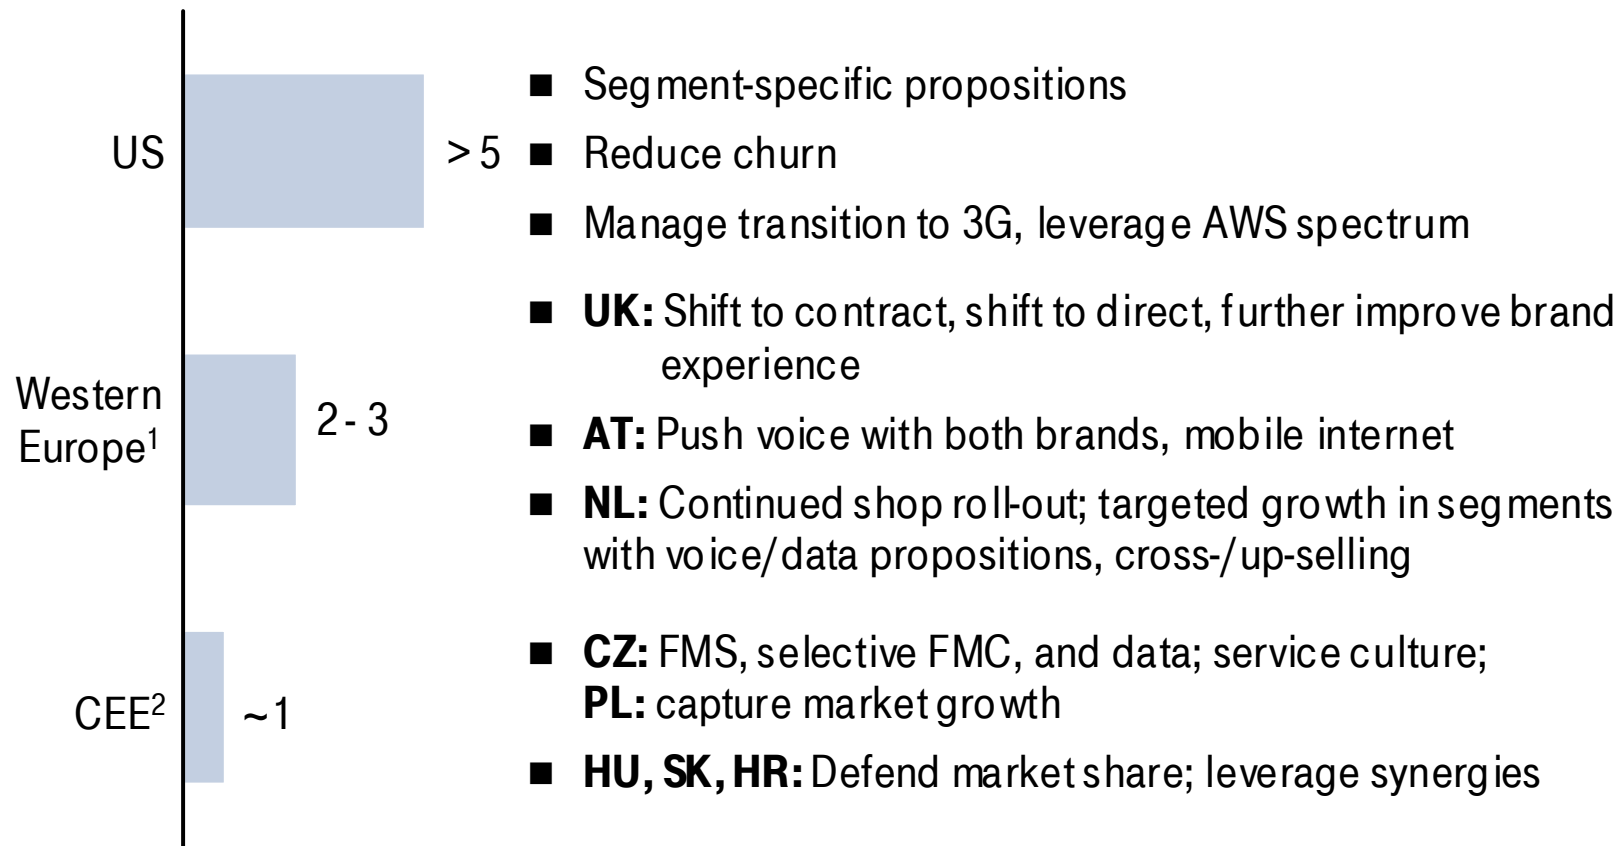 US
> 5
■ Segment-specific propositions
■ Reduce churn
■ Manage transition to 3G, leverage AWS spectrum
Western
Europe¹
2 - 3
■ UK: Shift to contract, shift to direct, further improve brand
experience
■ AT: Push voice with both brands, mobile internet
■ NL: Continued shop roll-out; targeted growth in segments
with voice/data propositions, cross-/up-selling
CEE²
~1
■ CZ: FMS, selective FMC, and data; service culture;
PL: capture market growth
■ HU, SK, HR: Defend market share; leverage synergies